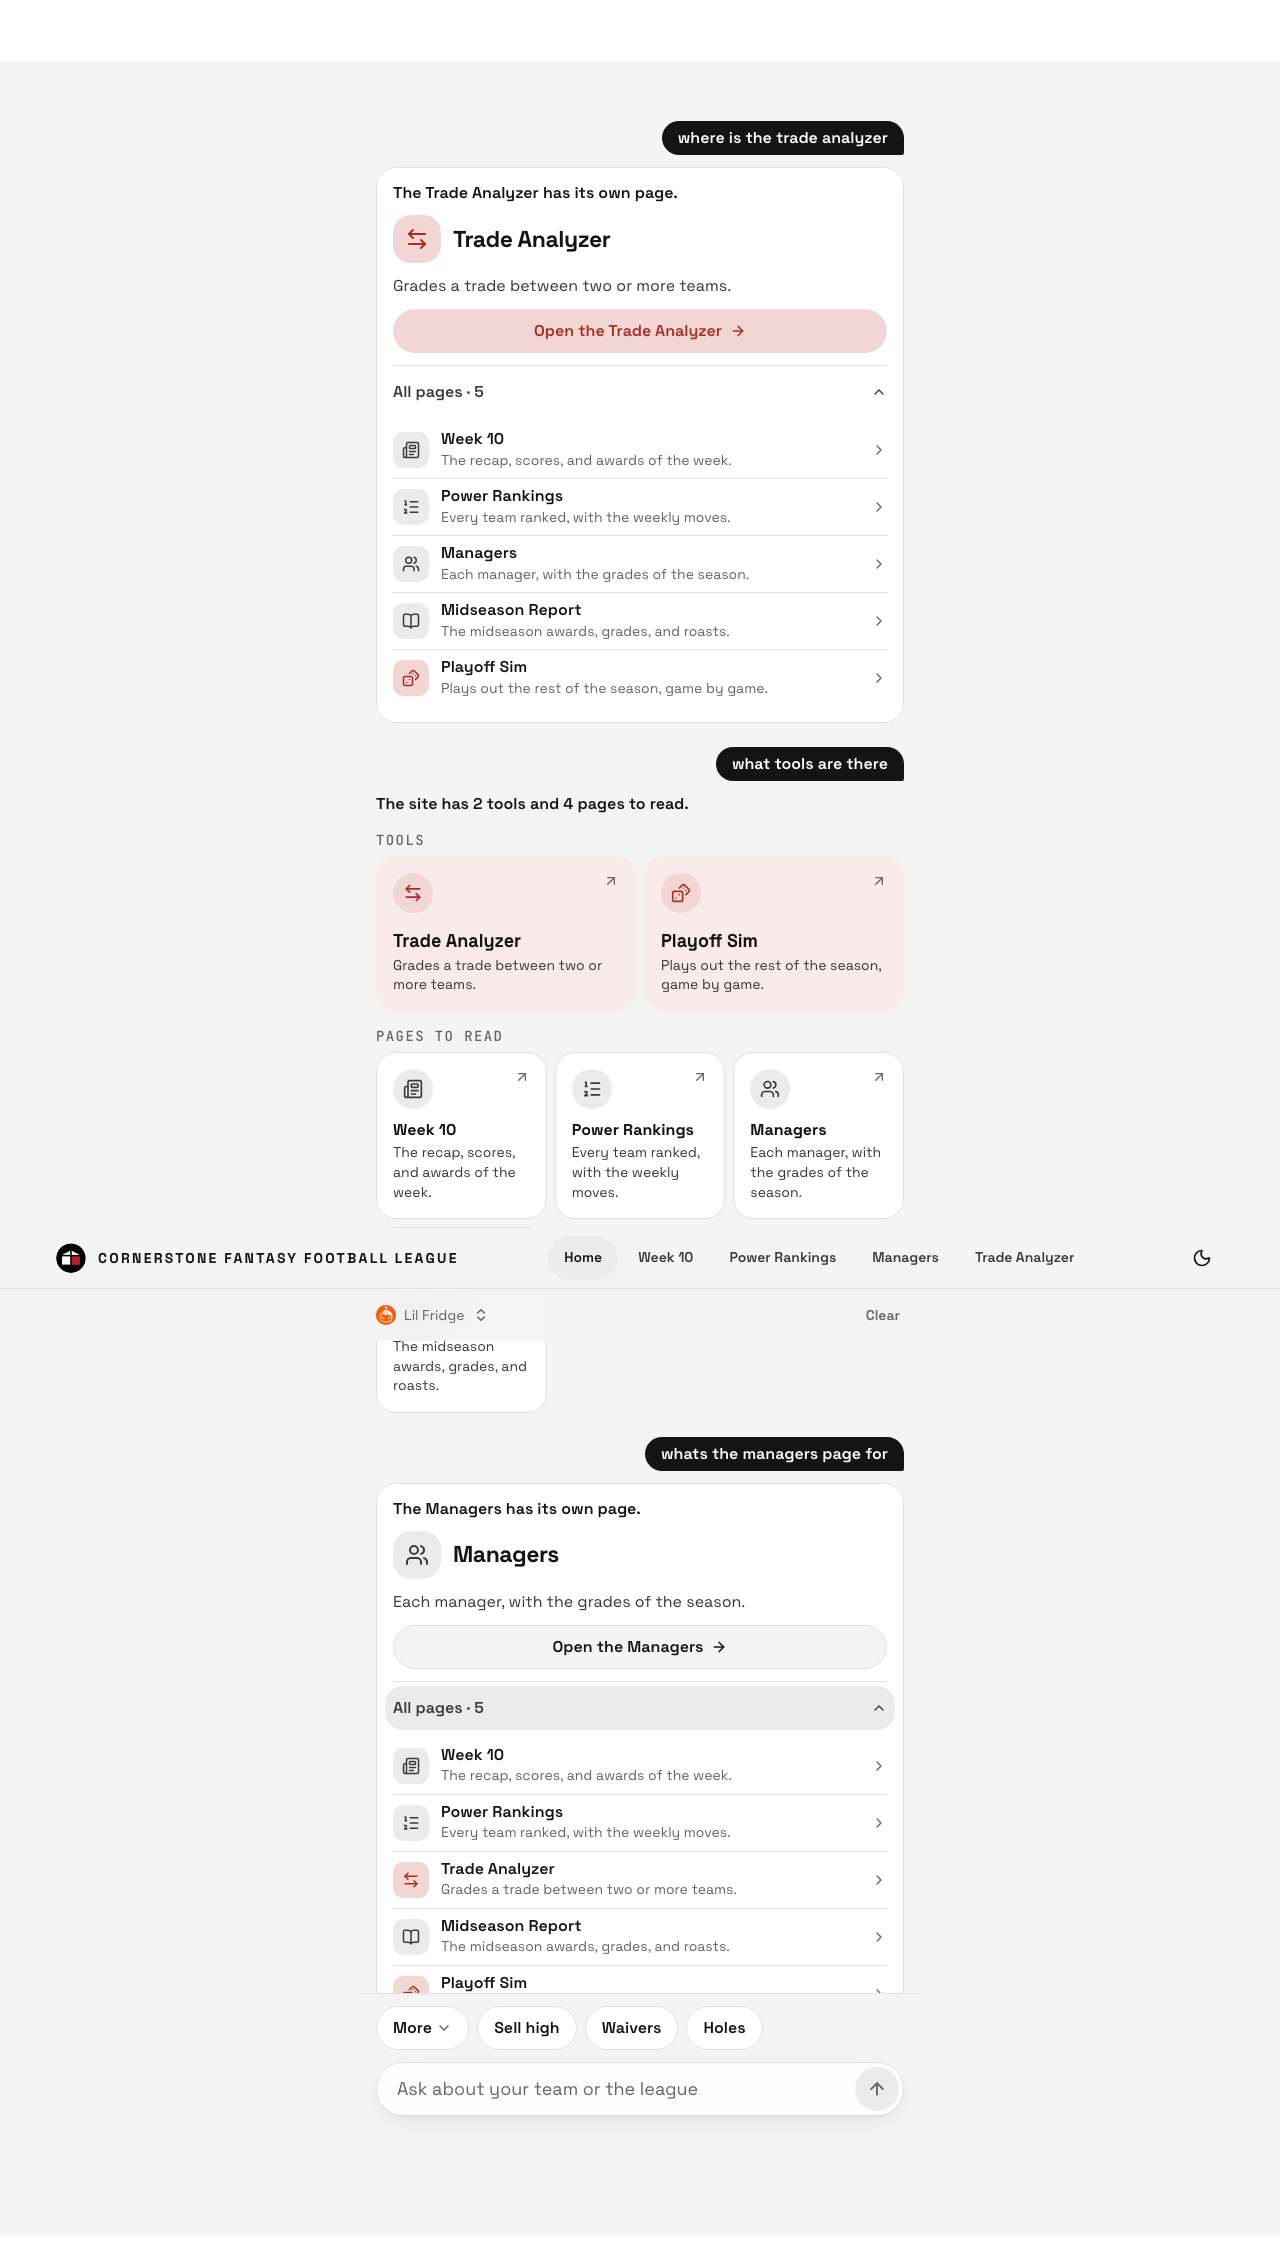 where is the trade analyzer
The Trade Analyzer has its own page.
Trade Analyzer
Grades a trade between two or more teams.
Open the Trade Analyzer
All pages · 5
Week 10
The recap, scores, and awards of the week.
Power Rankings
Every team ranked, with the weekly moves.
Managers
Each manager, with the grades of the season.
Midseason Report
The midseason awards, grades, and roasts.
Playoff Sim
Plays out the rest of the season, game by game.
what tools are there
The site has 2 tools and 4 pages to read.
TOOLS
Trade Analyzer
Grades a trade between two or
more teams.
Playoff Sim
Plays out the rest of the season,
game by game.
PAGES TO READ
Week 10
The recap, scores,
and awards of the
week.
Power Rankings
Every team ranked,
with the weekly
moves.
Managers
Each manager, with
the grades of the
season.
CORNERSTONE FANTASY FOOTBALL LEAGUE
Home
Week 10
Power Rankings
Managers
Trade Analyzer
Lil Fridge
Clear
The midseason
awards, grades, and
roasts.
whats the managers page for
The Managers has its own page.
Managers
Each manager, with the grades of the season.
Open the Managers
All pages · 5
Week 10
The recap, scores, and awards of the week.
Power Rankings
Every team ranked, with the weekly moves.
Trade Analyzer
Grades a trade between two or more teams.
Midseason Report
The midseason awards, grades, and roasts.
Playoff Sim
More
Sell high
Waivers
Holes
Ask about your team or the league